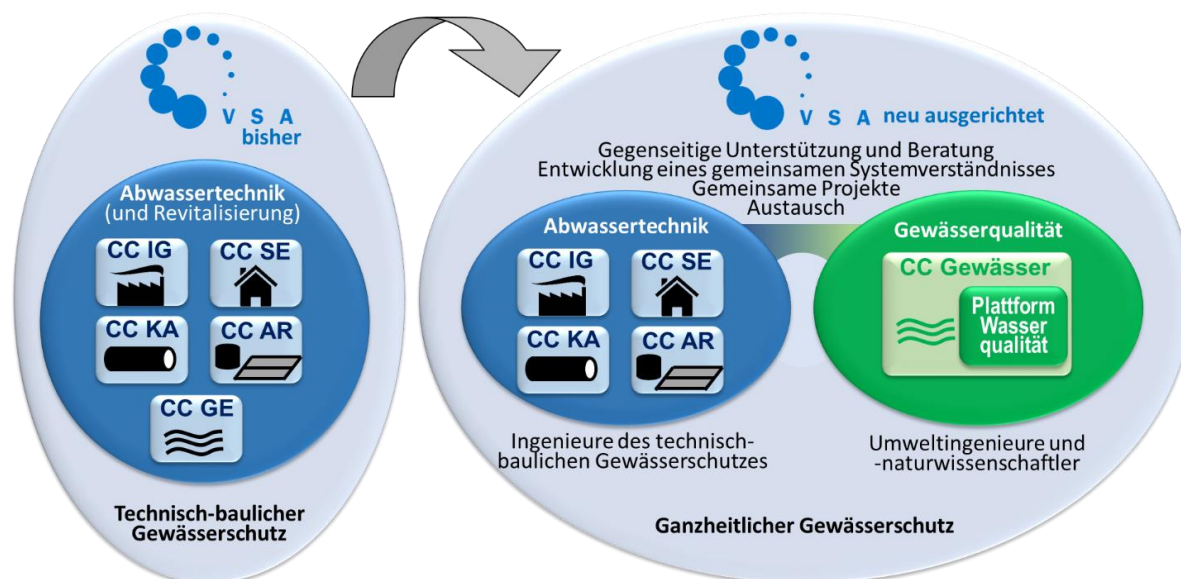 V S A
bisher
Abwassertechnik
(und Revitalisierung)
CC IG
CC SE
CC KA
CC AR
CC GE
Technisch-baulicher
Gewässerschutz
V S A neu ausgerichtet
Gegenseitige Unterstützung und Beratung
Entwicklung eines gemeinsamen Systemverständnisses
Gemeinsame Projekte
Austausch
Abwassertechnik
CC IG
CC SE
CC KA
CC AR
Ingenieure des technisch-
baulichen Gewässerschutzes
Gewässerqualität
CC Gewässer
Plattform
Wasser
qualität
Umweltingenieure und
-naturwissenschaftler
Ganzheitlicher Gewässerschutz